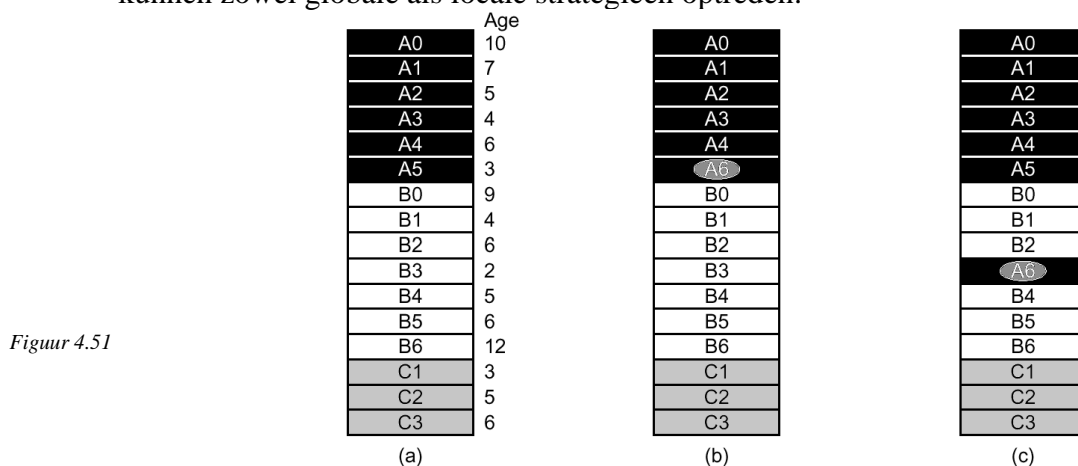 kunnen zowel globale als locale strategieën optreden.
Age
A0 10 A0 A0
A1 7 A1 A1
A2 5 A2 A2
A3 4 A3 A3
A4 6 A4 A4
A5 3 A6 A5
B0 9 B0 B0
B1 4 B1 B1
B2 6 B2 B2
B3 2 B3 A6
B4 5 B4 B4
B5 6 B5 B5
Figuur 4.51
B6 12 B6 B6
C1 3 C1 C1
C2 5 C2 C2
C3 6 C3 C3
(a) (b) (c)